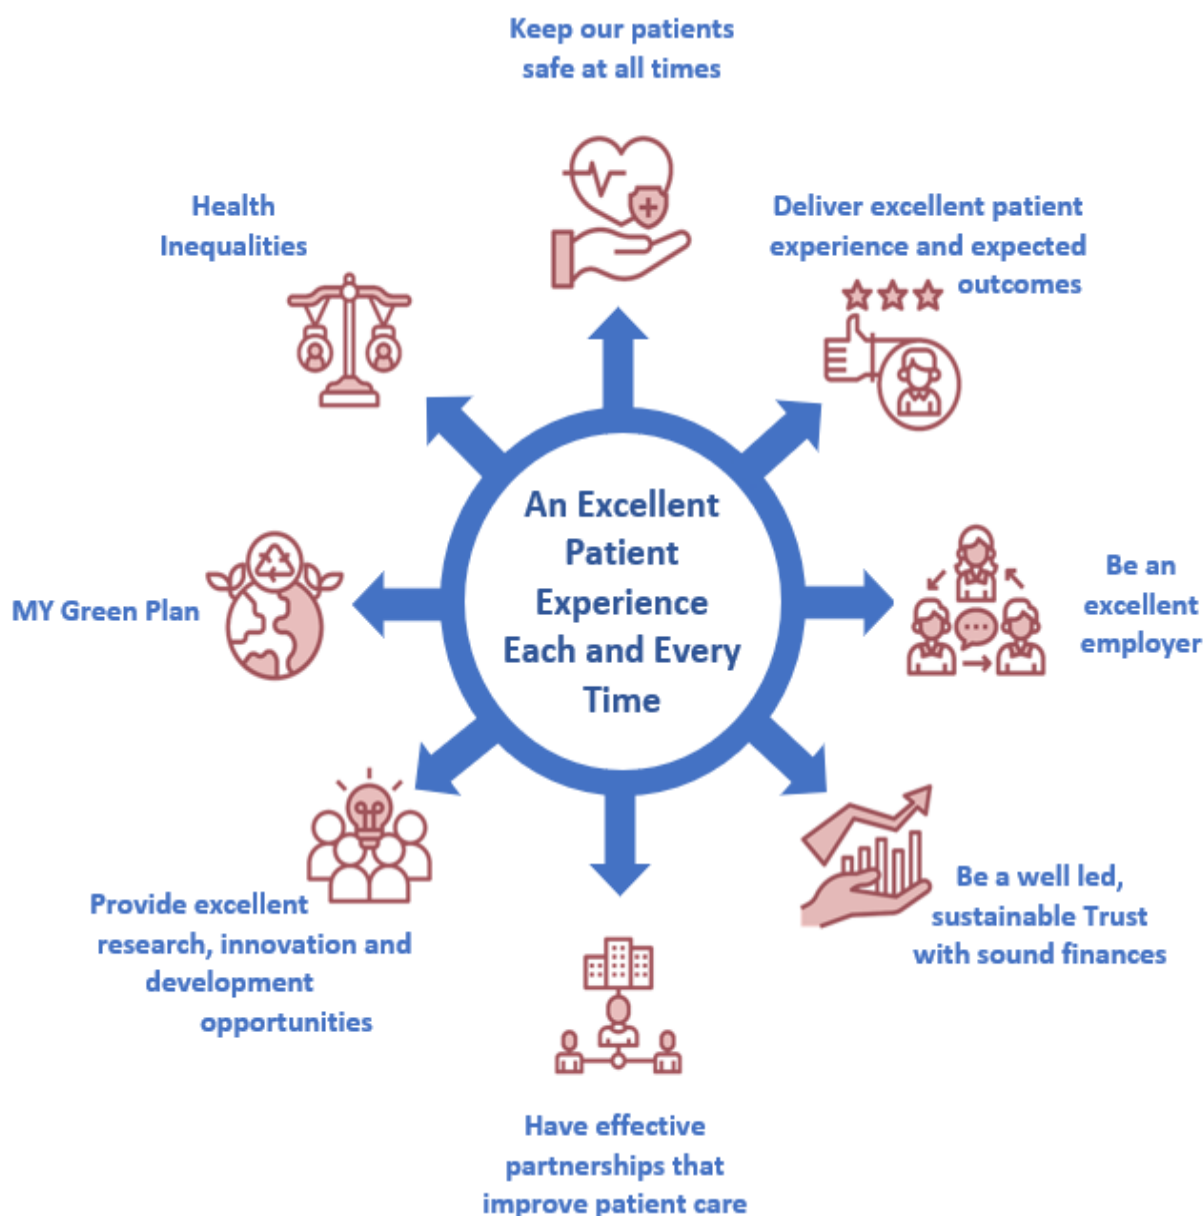 Keep our patients
safe at all times
Deliver excellent patient
experience and expected
outcomes
Be an
excellent
employer
Be a well led,
sustainable Trust
with sound finances
Have effective
partnerships that
improve patient care
Provide excellent
research, innovation and
development
opportunities
MY Green Plan
Health
Inequalities
An Excellent
Patient
Experience
Each and Every
Time